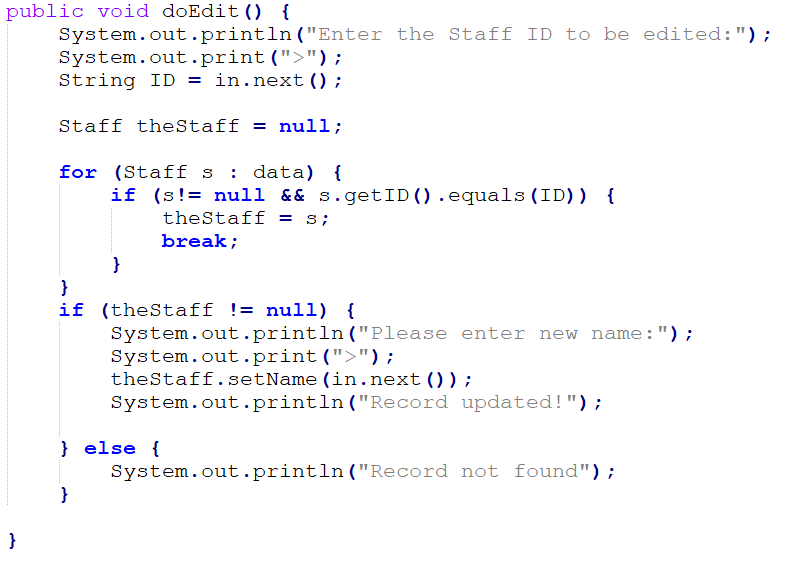 public void doEdit() {
    System.out.println("Enter the Staff ID to be edited:");
    System.out.print(">");
    String ID = in.next();

    Staff theStaff = null;

    for (Staff s : data) {
        if (s!= null && s.getID().equals(ID)) {
            theStaff = s;
            break;
        }
    }
    if (theStaff != null) {
        System.out.println("Please enter new name:");
        System.out.print(">");
        theStaff.setName(in.next());
        System.out.println("Record updated!");

    } else {
        System.out.println("Record not found");
    }

}